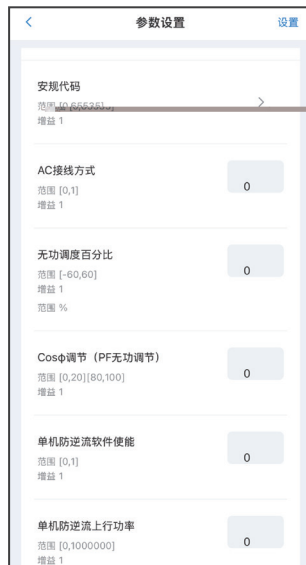 参数设置
设置
安规代码
范围 [0,65535]
增益 1
AC接线方式
范围 [0,1]
增益 1
0
无功调度百分比
范围 [-60,60]
增益 1
范围 %
0
Cosφ调节（PF无功调节）
范围 [0,20][80,100]
增益 1
0
单机防逆流软件使能
范围 [0,1]
增益 1
0
单机防逆流上行功率
范围 [0,1000000]
增益 1
0